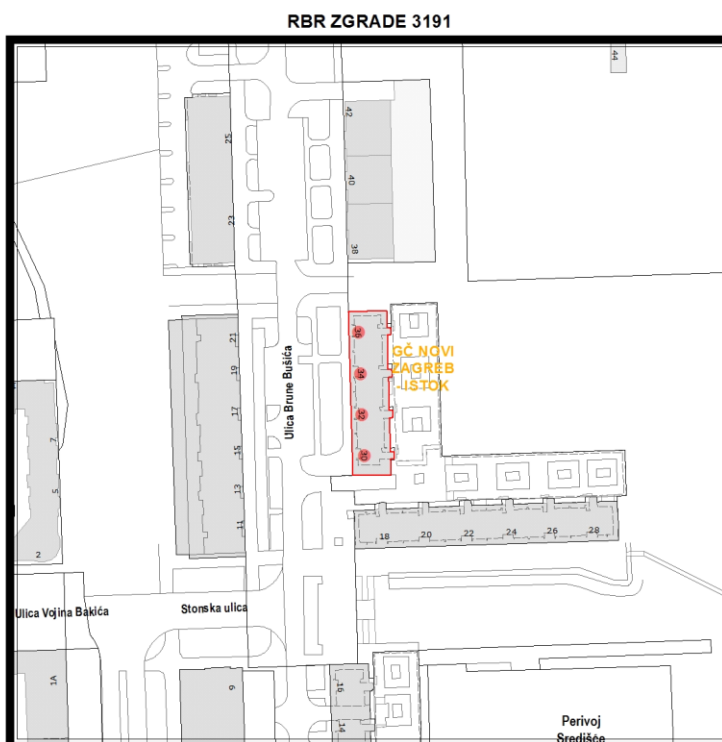 RBR ZGRADE 3191
44
42
25
40
23
38
36
21
Ulica Brune Bušića
GČ NOVI
ZAGREB
- ISTOK
19
34
17
32
7
15
30
5
13
11
18
20
22
24
26
28
2
Ulica Vojina Bakića
Stonska ulica
1A
9
16
14
Perivoj
Središća